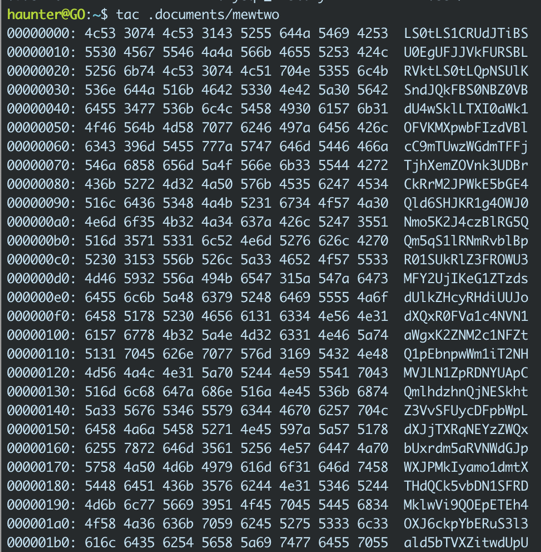 haunter@GO:~$ tac .documents/mewtwo
00000000: 4c53 3074 4c53 3143 5255 644a 5469 4253  LS0tLS1CRUdJTiBS
00000010: 5530 4567 5546 4a4a 566b 4655 5253 424c  U0EgUFJJVkFURSBL
00000020: 5256 6b74 4c53 3074 4c51 704e 5355 6c4b  RVktLS0tLQpNSUlK
00000030: 536e 644a 516b 4642 5330 4e42 5a30 5642  SndJQkFBS0NBZ0VB
00000040: 6455 3477 536b 6c4c 5458 4930 6157 6b31  dU4wSklLTXI0aWk1
00000050: 4f46 564b 4d58 7077 6246 497a 6456 426c  OFVKMXpwbFIzdVBl
00000060: 6343 396d 5455 777a 5747 646d 5446 466a  cC9mTUwzWGdmTFFj
00000070: 546a 6858 656d 5a4f 566e 6b33 5544 4272  TjhXemZOVnk3UDBr
00000080: 436b 5272 4d32 4a50 576b 4535 6247 4534  CkRrM2JPWkE5bGE4
00000090: 516c 6436 5348 4a4b 5231 6734 4f57 4a30  Qld6SHJKR1g4OWJ0
000000a0: 4e6d 6f35 4b32 4a34 637a 426c 5247 3551  Nmo5K2J4czBlRG5Q
000000b0: 516d 3571 5331 6c52 4e6d 5276 626c 4270  Qm5qS1lRNmRvblBp
000000c0: 5230 3153 556b 526c 5a33 4652 4f57 5533  R01SUkRlZ3FROWU3
000000d0: 4d46 5932 556a 494b 6547 315a 547a 6473  MFY2UjIKeG1ZTzds
000000e0: 6455 6c6b 5a48 6379 5248 6469 5555 4a6f  dUlkZHcyRHdiUUJo
000000f0: 6458 5178 5230 4656 6131 6334 4e56 4e31  dXQxR0FVa1c4NVN1
00000100: 6157 6778 4b32 5a4e 4d32 6331 4e46 5a74  aWgxK2ZNM2c1NFZt
00000110: 5131 7045 626e 7077 576d 3169 5432 4e48  Q1pEbnpwWm1iT2NH
00000120: 4d56 4a4c 4e31 5a70 5244 4e59 5541 7043  MVJLN1ZpRDNYUApC
00000130: 516d 6c68 647a 686e 516a 4e45 536b 6874  QmlhdzhnQjNESkht
00000140: 5a33 5676 5346 5579 6344 4670 6257 704c  Z3VvSFUycDFpbWpL
00000150: 6458 4a6a 5458 5271 4e45 597a 5a57 5178  dXJjTXRqNEYzZWQx
00000160: 6255 7872 646d 3561 5256 4e57 6447 4a70  bUxrdm5aRVNWdGJp
00000170: 5758 4a50 4d6b 4979 616d 6f31 646d 7458  WXJPMkIyamo1dmtX
00000180: 5448 6451 436b 3576 6244 4e31 5346 5244  THdQCk5vbDN1SFRD
00000190: 4d6b 6c77 5669 3951 4f45 7045 5445 6834  MklwVi9QOEpETEh4
000001a0: 4f58 4a36 636b 7059 6245 5275 5333 6c33  OXJ6ckpYbERuS3l3
000001b0: 616c 6435 6254 5658 5a69 7477 6455 7055  ald5bTVXZitwdUpU